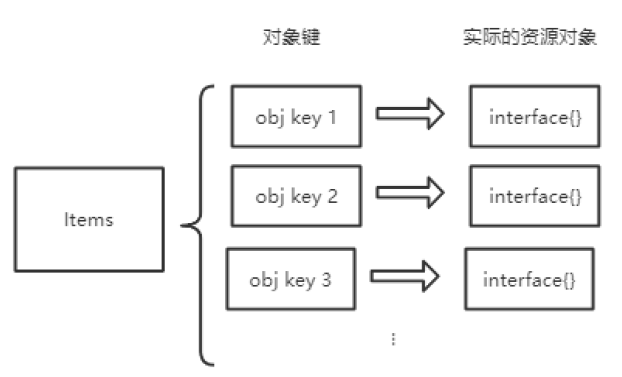 对象键
实际的资源对象
obj key 1
interface{}
obj key 2
interface{}
Items
obj key 3
interface{}
⋮